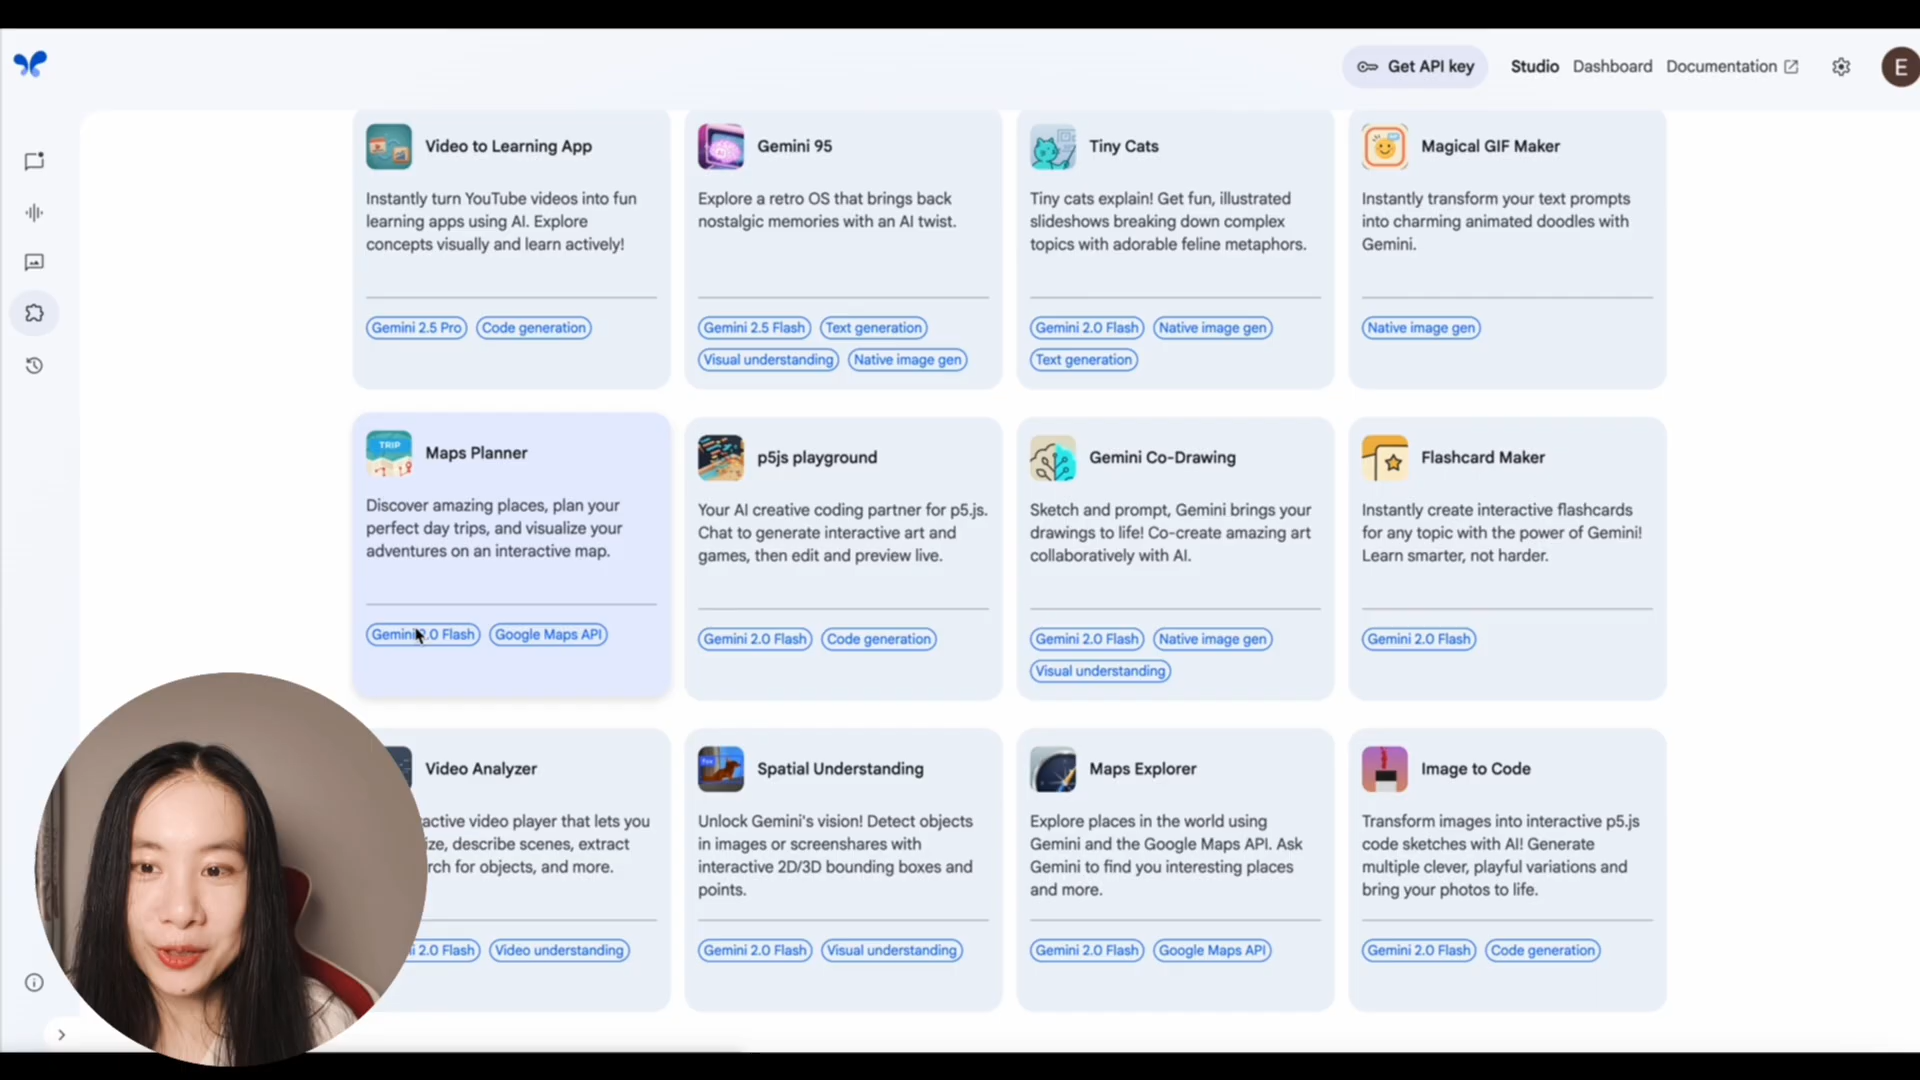 Get API key
Studio
Dashboard
Documentation
E
Video to Learning App
Instantly turn YouTube videos into fun
learning apps using AI. Explore
concepts visually and learn actively!
Gemini 2.5 Pro
Code generation
Gemini 95
Explore a retro OS that brings back
nostalgic memories with an AI twist.
Gemini 2.5 Flash
Text generation
Visual understanding
Native image gen
Tiny Cats
Tiny cats explain! Get fun, illustrated
slideshows breaking down complex
topics with adorable feline metaphors.
Gemini 2.0 Flash
Native image gen
Text generation
Magical GIF Maker
Instantly transform your text prompts
into charming animated doodles with
Gemini.
Native image gen
TRIP
Maps Planner
Discover amazing places, plan your
perfect day trips, and visualize your
adventures on an interactive map.
Gemini 2.0 Flash
Google Maps API
p5js playground
Your AI creative coding partner for p5.js.
Chat to generate interactive art and
games, then edit and preview live.
Gemini 2.0 Flash
Code generation
Gemini Co-Drawing
Sketch and prompt, Gemini brings your
drawings to life! Co-create amazing art
collaboratively with AI.
Gemini 2.0 Flash
Native image gen
Visual understanding
Flashcard Maker
Instantly create interactive flashcards
for any topic with the power of Gemini!
Learn smarter, not harder.
Gemini 2.0 Flash
Video Analyzer
active video player that lets you
ize, describe scenes, extract
rch for objects, and more.
2.0 Flash
Video understanding
Spatial Understanding
Unlock Gemini's vision! Detect objects
in images or screenshares with
interactive 2D/3D bounding boxes and
points.
Gemini 2.0 Flash
Visual understanding
Maps Explorer
Explore places in the world using
Gemini and the Google Maps API. Ask
Gemini to find you interesting places
and more.
Gemini 2.0 Flash
Google Maps API
Image to Code
Transform images into interactive p5.js
code sketches with AI! Generate
multiple clever, playful variations and
bring your photos to life.
Gemini 2.0 Flash
Code generation